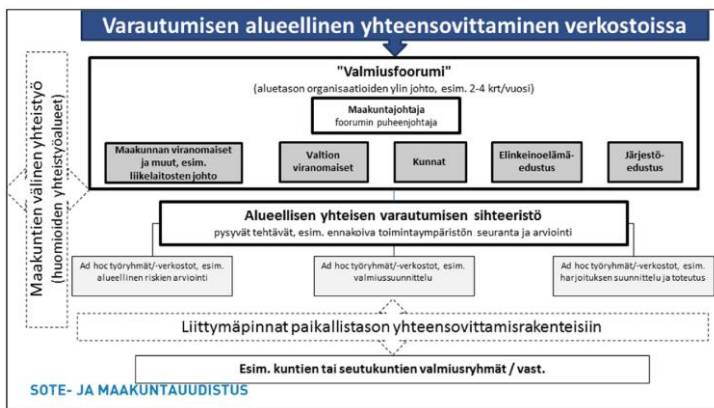 Varautumisen alueellinen yhteensovittaminen verkostoissa
"Valmiusfoorumi"
(aluetason organisaatioiden ylin johto, esim. 2-4 krt/vuosi)
Maakuntajohtaja
foorumin puheenjohtaja
Maakunnan viranomaiset
ja muut, esim.
liikelaitosten johto
Valtion
viranomaiset
Kunnat
Elinkeinoelämä-
edustus
Järjestö-
edustus
Maakuntien välinen yhteistyö
(huomioiden yhteistyöalueet)
Alueellisen yhteisen varautumisen sihteeristö
pysyvät tehtävät, esim. ennakoiva toimintaympäristön seuranta ja arviointi
Ad hoc työryhmät/-verkostot, esim.
alueellinen riskien arviointi
Ad hoc työryhmät/-verkostot, esim.
valmiussuunnittelu
Ad hoc työryhmät/-verkostot, esim.
harjoituksen suunnittelu ja toteutus
Liittymäpinnat paikallistason yhteensovittamisrakenteisiin
Esim. kuntien tai seutukuntien valmiusryhmät / vast.
SOTE- JA MAAKUNTAUUDISTUS